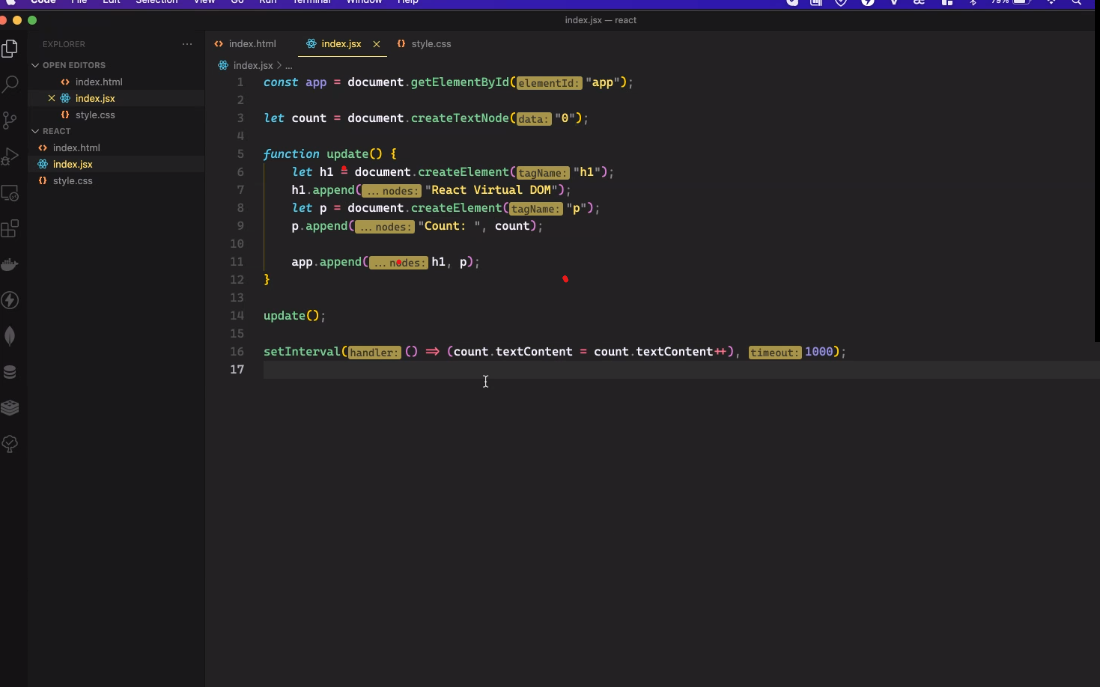 Code File Edit Selection View Go Run Terminal Window Help 79%
index.jsx — react
EXPLORER ...
OPEN EDITORS
index.html
index.jsx
style.css
REACT
index.html
index.jsx
style.css
index.html index.jsx style.css
index.jsx > ...
1 const app = document.getElementById(elementId: "app");
2
3 let count = document.createTextNode(data: "0");
4
5 function update() {
6 let h1 = document.createElement(tagName: "h1");
7 h1.append(...nodes: "React Virtual DOM");
8 let p = document.createElement(tagName: "p");
9 p.append(...nodes: "Count: ", count);
10
11 app.append(...nodes: h1, p);
12 }
13
14 update();
15
16 setInterval(handler: () => (count.textContent = count.textContent++), timeout: 1000);
17